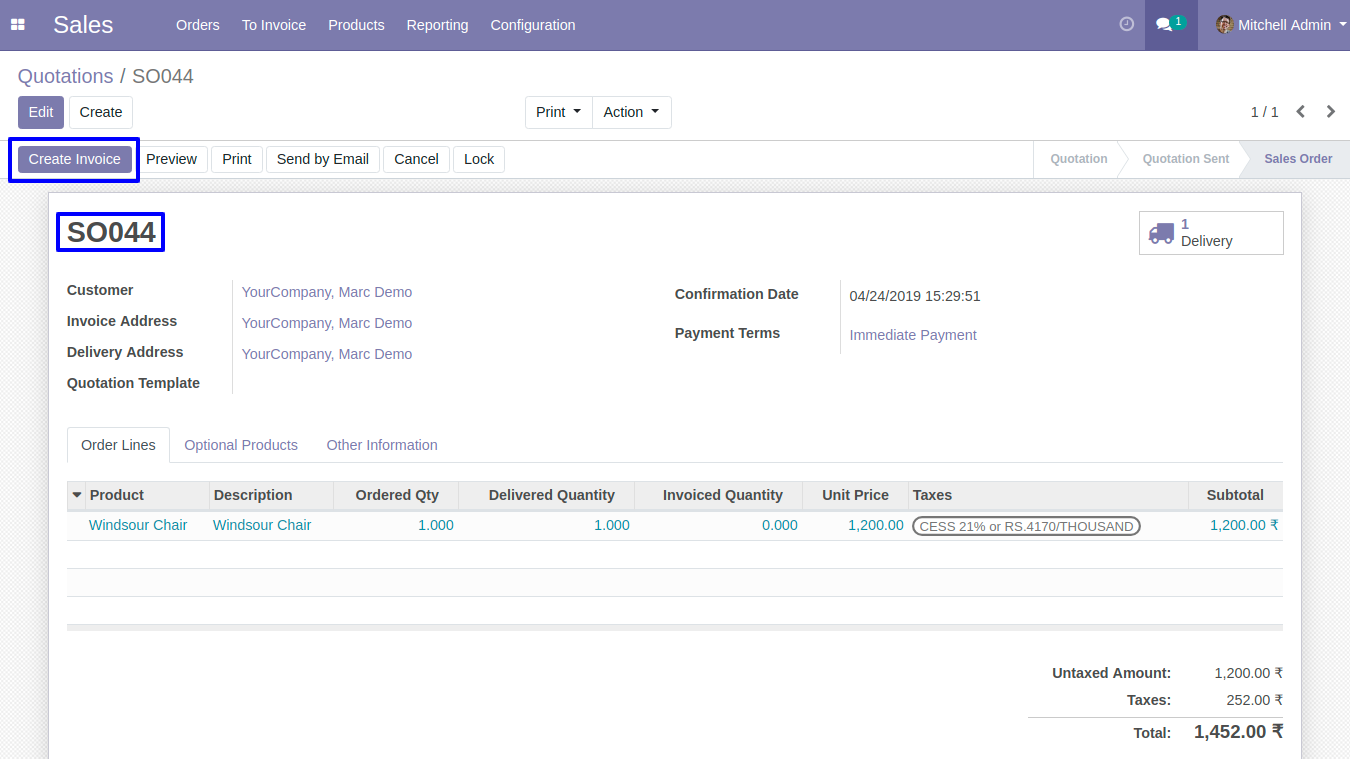 Sales Orders To Invoice Products Reporting Configuration 1 Mitchell Admin
Quotations / SO044
Edit Create Print Action 1 / 1
Create Invoice Preview Print Send by Email Cancel Lock Quotation Quotation Sent Sales Order
SO044
1
Delivery
Customer YourCompany, Marc Demo
Invoice Address YourCompany, Marc Demo
Delivery Address YourCompany, Marc Demo
Quotation Template
Confirmation Date 04/24/2019 15:29:51
Payment Terms Immediate Payment
Order Lines Optional Products Other Information
Product Description Ordered Qty Delivered Quantity Invoiced Quantity Unit Price Taxes Subtotal
Windsour Chair Windsour Chair 1.000 1.000 0.000 1,200.00 CESS 21% or RS.4170/THOUSAND 1,200.00 ₹
Untaxed Amount: 1,200.00 ₹
Taxes: 252.00 ₹
Total: 1,452.00 ₹